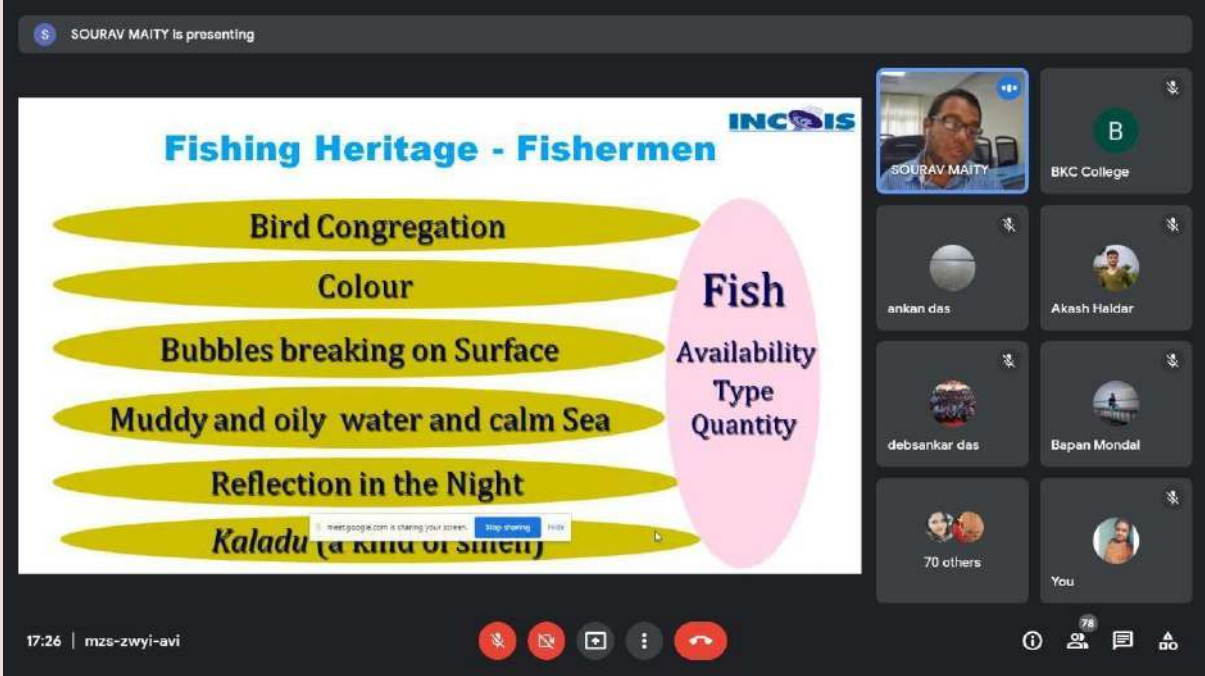 S SOURAV MAITY is presenting
INCOIS
Fishing Heritage - Fishermen
Bird Congregation
Colour
Bubbles breaking on Surface
Muddy and oily water and calm Sea
Reflection in the Night
Kaladu (a kind of smell)
meet.google.com is sharing your screen. Stop sharing Hide
Fish
Availability
Type
Quantity
SOURAV MAITY
B
BKC College
ankan das
Akash Haldar
debsankar das
Bapan Mondal
70 others
You
17:26 | mzs-zwyi-avi
78